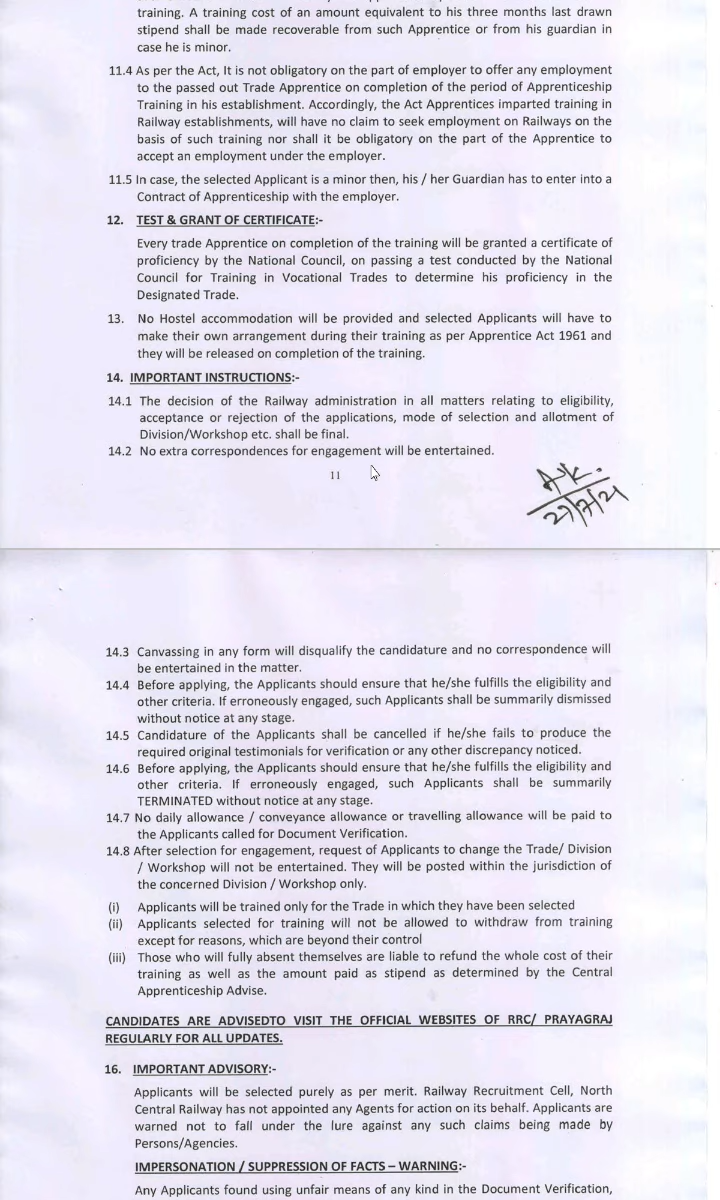 training. A training cost of an amount equivalent to his three months last drawn
stipend shall be made recoverable from such Apprentice or from his guardian in
case he is minor.
11.4 As per the Act, It is not obligatory on the part of employer to offer any employment
to the passed out Trade Apprentice on completion of the period of Apprenticeship
Training in his establishment. Accordingly, the Act Apprentices imparted training in
Railway establishments, will have no claim to seek employment on Railways on the
basis of such training nor shall it be obligatory on the part of the Apprentice to
accept an employment under the employer.
11.5 In case, the selected Applicant is a minor then, his / her Guardian has to enter into a
Contract of Apprenticeship with the employer.
12. TEST & GRANT OF CERTIFICATE:-
Every trade Apprentice on completion of the training will be granted a certificate of
proficiency by the National Council, on passing a test conducted by the National
Council for Training in Vocational Trades to determine his proficiency in the
Designated Trade.
13. No Hostel accommodation will be provided and selected Applicants will have to
make their own arrangement during their training as per Apprentice Act 1961 and
they will be released on completion of the training.
14. IMPORTANT INSTRUCTIONS:-
14.1 The decision of the Railway administration in all matters relating to eligibility,
acceptance or rejection of the applications, mode of selection and allotment of
Division/Workshop etc. shall be final.
14.2 No extra correspondences for engagement will be entertained.
11
27/7/21
14.3 Canvassing in any form will disqualify the candidature and no correspondence will
be entertained in the matter.
14.4 Before applying, the Applicants should ensure that he/she fulfills the eligibility and
other criteria. If erroneously engaged, such Applicants shall be summarily dismissed
without notice at any stage.
14.5 Candidature of the Applicants shall be cancelled if he/she fails to produce the
required original testimonials for verification or any other discrepancy noticed.
14.6 Before applying, the Applicants should ensure that he/she fulfills the eligibility and
other criteria. If erroneously engaged, such Applicants shall be summarily
TERMINATED without notice at any stage.
14.7 No daily allowance / conveyance allowance or travelling allowance will be paid to
the Applicants called for Document Verification.
14.8 After selection for engagement, request of Applicants to change the Trade/ Division
/ Workshop will not be entertained. They will be posted within the jurisdiction of
the concerned Division / Workshop only.
(i) Applicants will be trained only for the Trade in which they have been selected
(ii) Applicants selected for training will not be allowed to withdraw from training
except for reasons, which are beyond their control
(iii) Those who will fully absent themselves are liable to refund the whole cost of their
training as well as the amount paid as stipend as determined by the Central
Apprenticeship Advise.
CANDIDATES ARE ADVISEDTO VISIT THE OFFICIAL WEBSITES OF RRC/ PRAYAGRAJ
REGULARLY FOR ALL UPDATES.
16. IMPORTANT ADVISORY:-
Applicants will be selected purely as per merit. Railway Recruitment Cell, North
Central Railway has not appointed any Agents for action on its behalf. Applicants are
warned not to fall under the lure against any such claims being made by
Persons/Agencies.
IMPERSONATION / SUPPRESSION OF FACTS – WARNING:-
Any Applicants found using unfair means of any kind in the Document Verification,